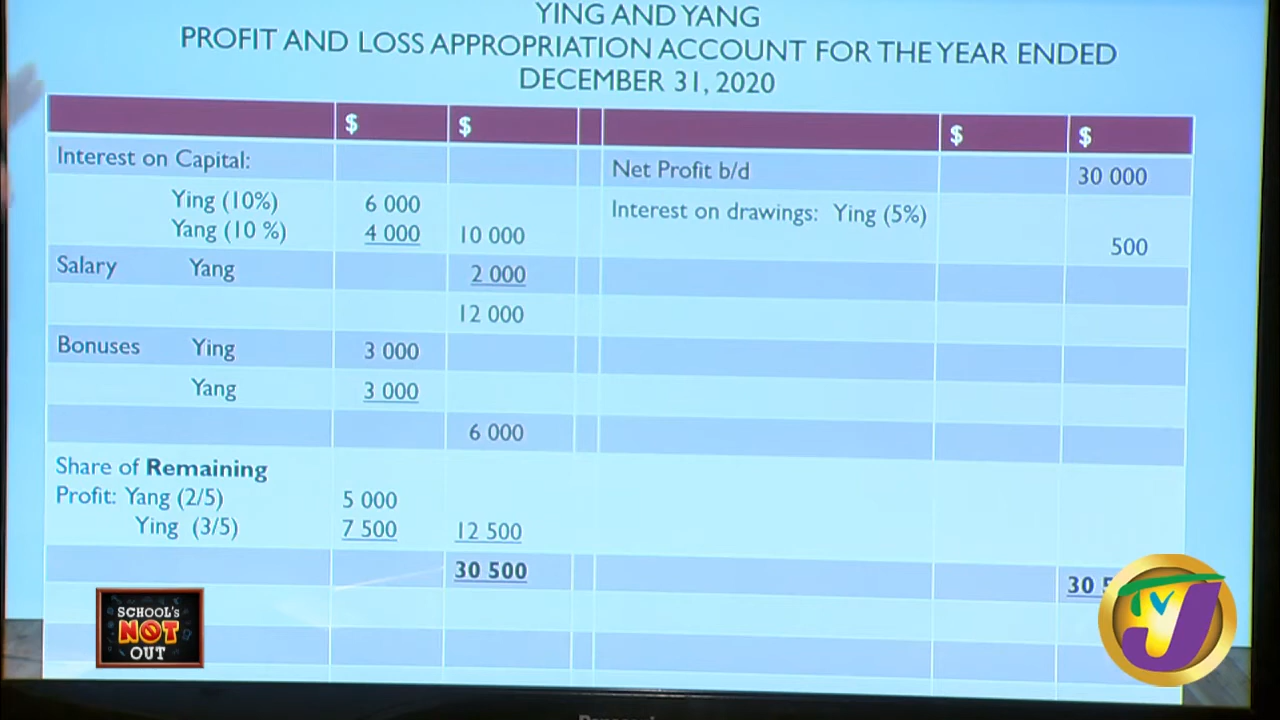 YING AND YANG
PROFIT AND LOSS APPROPRIATION ACCOUNT FOR THE YEAR ENDED
DECEMBER 31, 2020
$ $ $ $
Interest on Capital:
Ying (10%) 6 000
Yang (10 %) 4 000 10 000
Salary Yang 2 000
12 000
Bonuses Ying 3 000
Yang 3 000
6 000
Share of Remaining
Profit: Yang (2/5) 5 000
Ying (3/5) 7 500 12 500
30 500
Net Profit b/d 30 000
Interest on drawings: Ying (5%)
500
30 5
SCHOOL's
NOT
OUT
TVJ